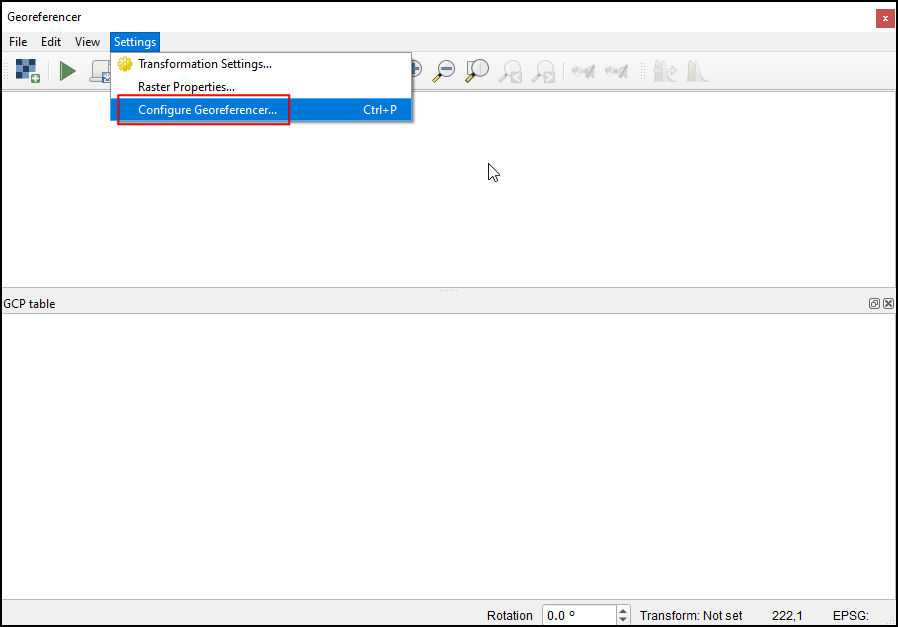 Georeferencer
File Edit View Settings
Transformation Settings...
Raster Properties...
Configure Georeferencer... Ctrl+P
GCP table
Rotation 0.0 ° Transform: Not set 222,1 EPSG: